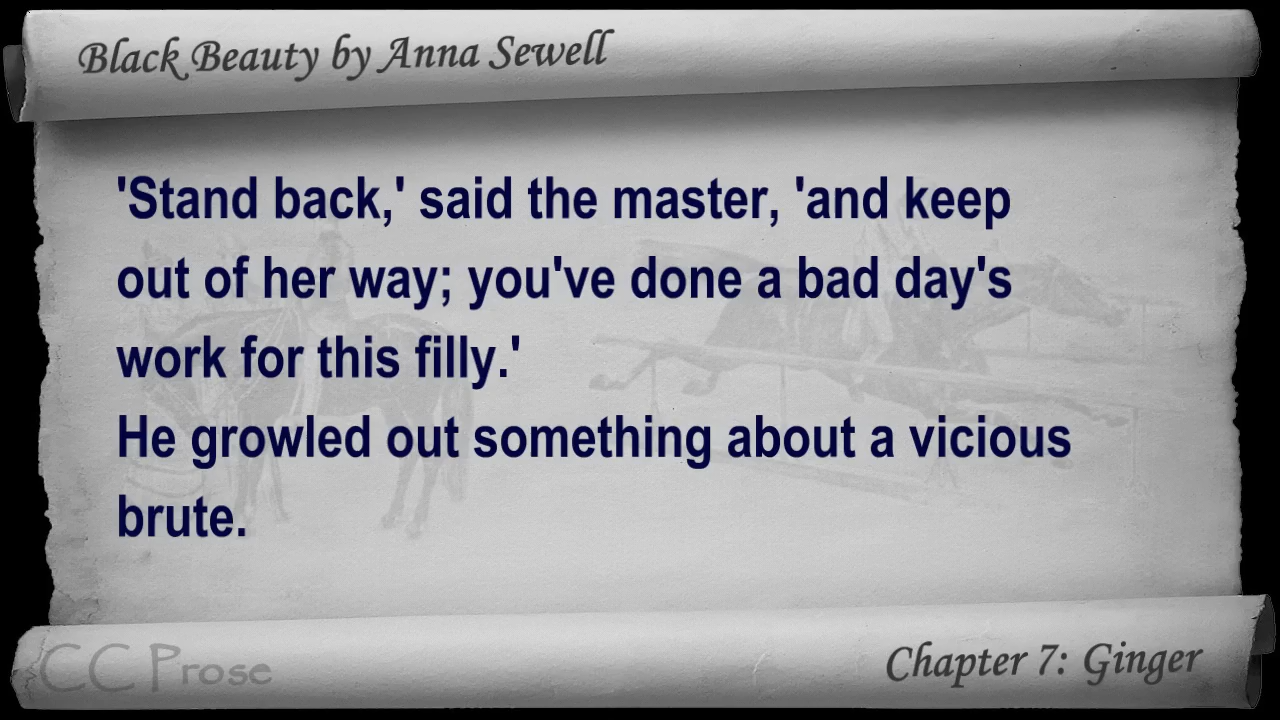 Black Beauty by Anna Sewell
'Stand back,' said the master, 'and keep
out of her way; you've done a bad day's
work for this filly.'
He growled out something about a vicious
brute.
CC Prose
Chapter 7: Ginger